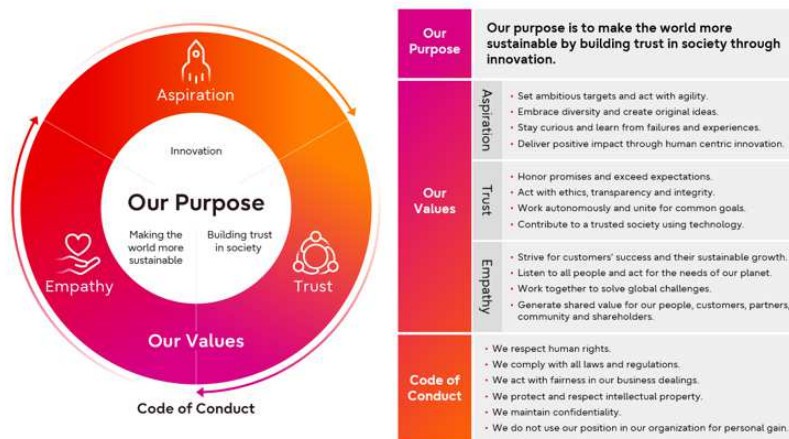 Aspiration
Innovation
Our Purpose
Making the
world more
sustainable
Building trust
in society
Empathy
Trust
Our Values
Code of Conduct
Our
Purpose
Our purpose is to make the world more
sustainable by building trust in society through
innovation.
Our
Values
Aspiration
• Set ambitious targets and act with agility.
• Embrace diversity and create original ideas.
• Stay curious and learn from failures and experiences.
• Deliver positive impact through human centric innovation.
Trust
• Honor promises and exceed expectations.
• Act with ethics, transparency and integrity.
• Work autonomously and unite for common goals.
• Contribute to a trusted society using technology.
Empathy
• Strive for customers' success and their sustainable growth.
• Listen to all people and act for the needs of our planet.
• Work together to solve global challenges.
• Generate shared value for our people, customers, partners,
community and shareholders.
Code of
Conduct
• We respect human rights.
• We comply with all laws and regulations.
• We act with fairness in our business dealings.
• We protect and respect intellectual property.
• We maintain confidentiality.
• We do not use our position in our organization for personal gain.